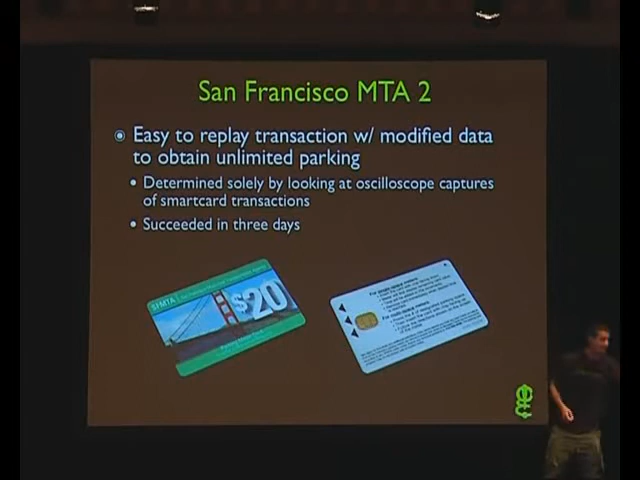 San Francisco MTA 2
Easy to replay transaction w/ modified data
to obtain unlimited parking
Determined solely by looking at oscilloscope captures
of smartcard transactions
Succeeded in three days
SFMTA
$20